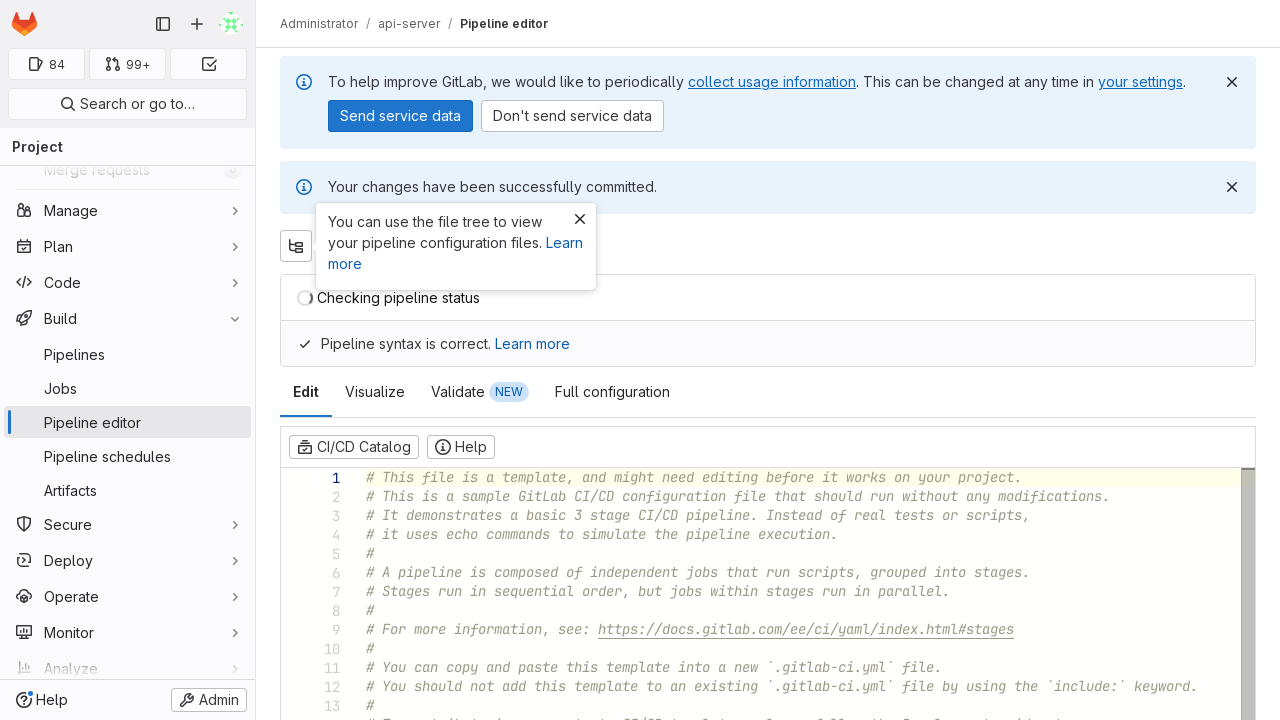 Administrator / api-server / Pipeline editor
84
99+
Search or go to…
Project
Merge requests
Manage
Plan
Code
Build
Pipelines
Jobs
Pipeline editor
Pipeline schedules
Artifacts
Secure
Deploy
Operate
Monitor
Analyze
Help
Admin
To help improve GitLab, we would like to periodically collect usage information. This can be changed at any time in your settings.
Send service data
Don't send service data
Your changes have been successfully committed.
You can use the file tree to view
your pipeline configuration files. Learn
more
Checking pipeline status
Pipeline syntax is correct. Learn more
Edit
Visualize
Validate NEW
Full configuration
CI/CD Catalog
Help
1 # This file is a template, and might need editing before it works on your project.
2 # This is a sample GitLab CI/CD configuration file that should run without any modifications.
3 # It demonstrates a basic 3 stage CI/CD pipeline. Instead of real tests or scripts,
4 # it uses echo commands to simulate the pipeline execution.
5 #
6 # A pipeline is composed of independent jobs that run scripts, grouped into stages.
7 # Stages run in sequential order, but jobs within stages run in parallel.
8 #
9 # For more information, see: https://docs.gitlab.com/ee/ci/yaml/index.html#stages
10 #
11 # You can copy and paste this template into a new `.gitlab-ci.yml` file.
12 # You should not add this template to an existing `.gitlab-ci.yml` file by using the `include:` keyword.
13 #